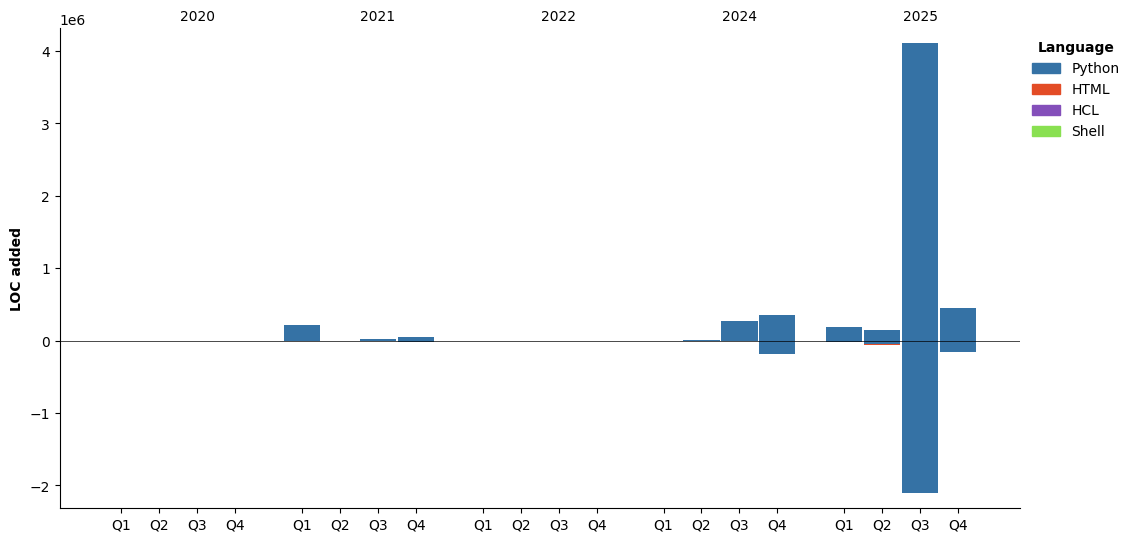 2020 2021 2022 2024 2025
1e6
Language
Python
HTML
HCL
Shell
LOC added
4
3
2
1
0
−1
−2
Q1 Q2 Q3 Q4 Q1 Q2 Q3 Q4 Q1 Q2 Q3 Q4 Q1 Q2 Q3 Q4 Q1 Q2 Q3 Q4